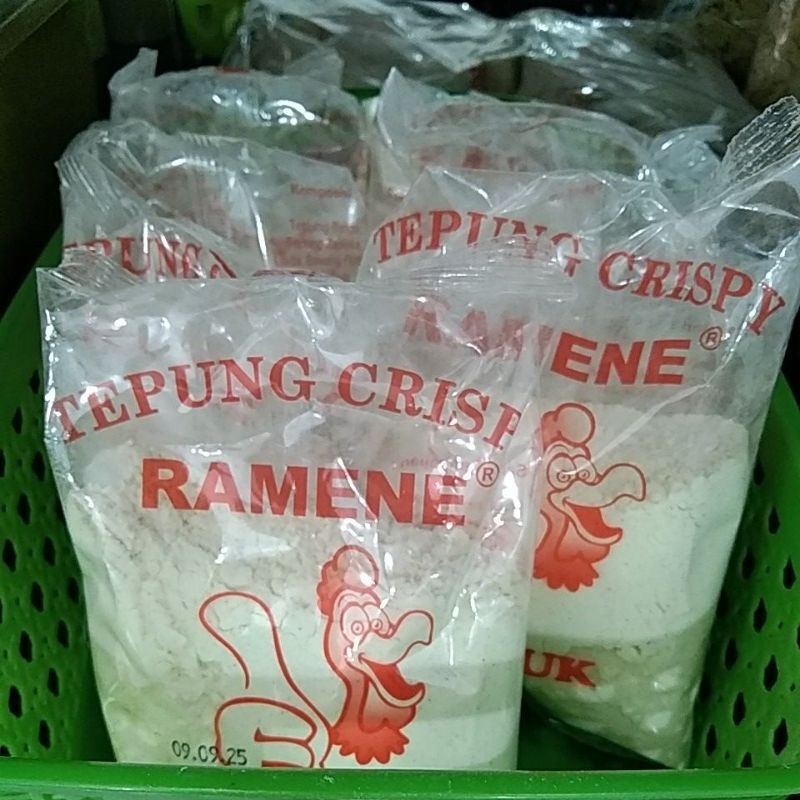 TEPUNG CRISPY
RAMENE®
TEPUNG CRISP
RAMENE®
UK
09.09.25